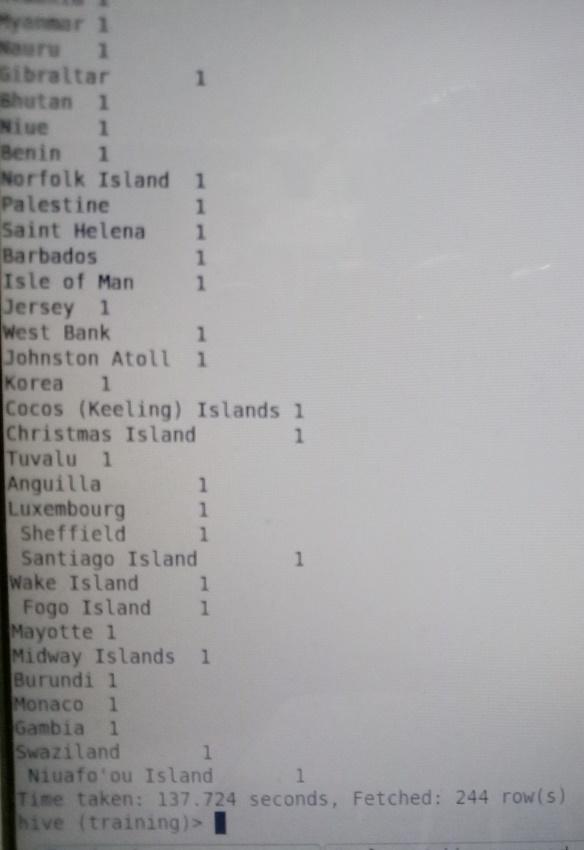 Myanmar 1
Nauru 1
Gibraltar 1
Bhutan 1
Niue 1
Benin 1
Norfolk Island 1
Palestine 1
Saint Helena 1
Barbados 1
Isle of Man 1
Jersey 1
West Bank 1
Johnston Atoll 1
Korea 1
Cocos (Keeling) Islands 1
Christmas Island 1
Tuvalu 1
Anguilla 1
Luxembourg 1
Sheffield 1
Santiago Island 1
Wake Island 1
Fogo Island 1
Mayotte 1
Midway Islands 1
Burundi 1
Monaco 1
Gambia 1
Swaziland 1
Niuafo'ou Island 1
Time taken: 137.724 seconds, Fetched: 244 row(s)
hive (training)>